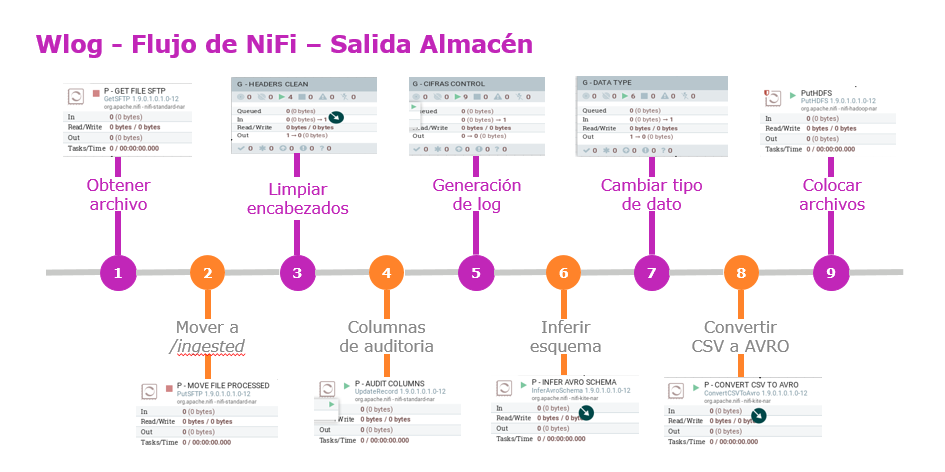 Wlog - Flujo de NiFi – Salida Almacén
P - GET FILE SFTP
GetSFTP 1.9.0.1.0.1.0-12
org.apache.nifi - nifi-standard-nar
In 0 (0 bytes)
Read/Write 0 bytes / 0 bytes
Out 0 (0 bytes)
Tasks/Time 0 / 00:00:00.000
G - HEADERS CLEAN
0 0 4 0 0 0
Queued 0 (0 bytes)
In 0 (0 bytes) → 1
Read/Write 0 bytes / 0 bytes
Out 1 → 0 (0 bytes)
0 0 0 0 ? 0
G - CIFRAS CONTROL
0 0 9 0 0 0
Queued 0 (0 bytes)
In 0 (0 bytes) → 1
Read/Write 0 bytes / 0 bytes
Out 0 → 0 (0 bytes)
0 0 0 0 ? 0
G - DATA TYPE
0 0 6 0 0 0
Queued 0 (0 bytes)
In 0 (0 bytes) → 1
Read/Write 0 bytes / 0 bytes
Out 1 → 0 (0 bytes)
0 0 0 0 ? 0
PutHDFS
PutHDFS 1.9.0.1.0.1.0-12
org.apache.nifi - nifi-hadoop-nar
In 0 (0 bytes)
Read/Write 0 bytes / 0 bytes
Out 0 (0 bytes)
Tasks/Time 0 / 00:00:00.000
Obtener
archivo
Limpiar
encabezados
Generación
de log
Cambiar tipo
de dato
Colocar
archivos
1 2 3 4 5 6 7 8 9
Mover a
/ingested
Columnas
de auditoria
Inferir
esquema
Convertir
CSV a AVRO
P - MOVE FILE PROCESSED
PutSFTP 1.9.0.1.0.1.0-12
org.apache.nifi - nifi-standard-nar
In 0 (0 bytes)
Read/Write 0 bytes / 0 bytes
Out 0 (0 bytes)
Tasks/Time 0 / 00:00:00.000
P - AUDIT COLUMNS
UpdateRecord 1.9.0.1.0.1.0-12
org.apache.nifi - nifi-standard-nar
0 (0 bytes)
Write 0 bytes / 0 bytes
Out 0 (0 bytes)
Tasks/Time 0 / 00:00:00.000
P - INFER AVRO SCHEMA
InferAvroSchema 1.9.0.1.0.1.0-12
org.apache.nifi - nifi-kite-nar
In 0 (0 bytes)
Read/Write 0 bytes / 0 bytes
Out 0 (0 bytes)
Tasks/Time 0 / 00:00:00.000
P - CONVERT CSV TO AVRO
ConvertCSVToAvro 1.9.0.1.0.1.0-12
org.apache.nifi - nifi-kite-nar
In 0 (0 bytes)
Read/Write 0 bytes / 0 bytes
Out 0 (0 bytes)
Tasks/Time 0 / 00:00:00.000